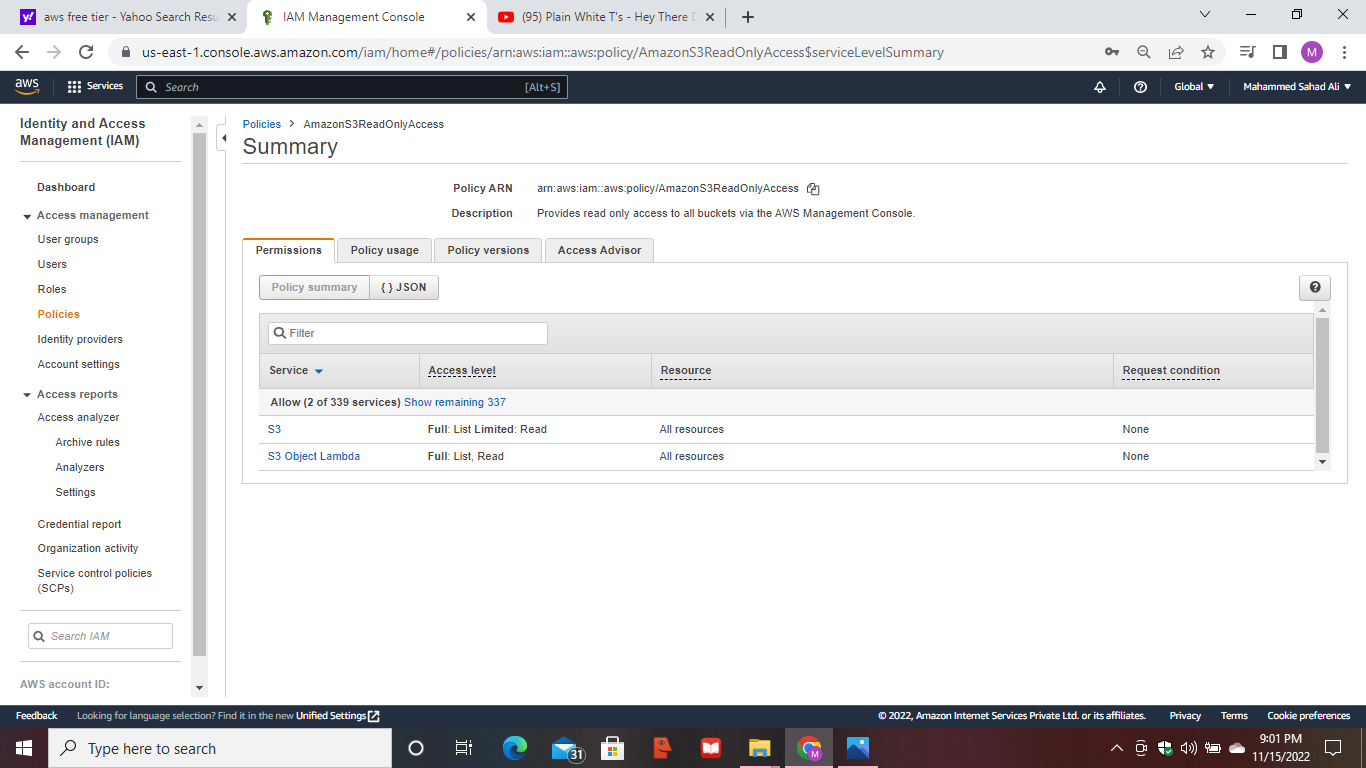 aws free tier - Yahoo Search Resu
IAM Management Console
(95) Plain White T's - Hey There D
us-east-1.console.aws.amazon.com/iam/home#/policies/arn:aws:iam::aws:policy/AmazonS3ReadOnlyAccess$serviceLevelSummary
M
aws
Services
Search
[Alt+S]
Global
Mahammed Sahad Ali
Identity and Access
Management (IAM)
Dashboard
Access management
User groups
Users
Roles
Policies
Identity providers
Account settings
Access reports
Access analyzer
Archive rules
Analyzers
Settings
Credential report
Organization activity
Service control policies
(SCPs)
Search IAM
AWS account ID:
Policies > AmazonS3ReadOnlyAccess
Summary
Policy ARN arn:aws:iam::aws:policy/AmazonS3ReadOnlyAccess
Description Provides read only access to all buckets via the AWS Management Console.
Permissions Policy usage Policy versions Access Advisor
Policy summary { } JSON
Filter
Service Access level Resource Request condition
Allow (2 of 339 services) Show remaining 337
S3 Full: List Limited: Read All resources None
S3 Object Lambda Full: List, Read All resources None
Feedback Looking for language selection? Find it in the new Unified Settings
© 2022, Amazon Internet Services Private Ltd. or its affiliates. Privacy Terms Cookie preferences
Type here to search
31
M
9:01 PM
11/15/2022